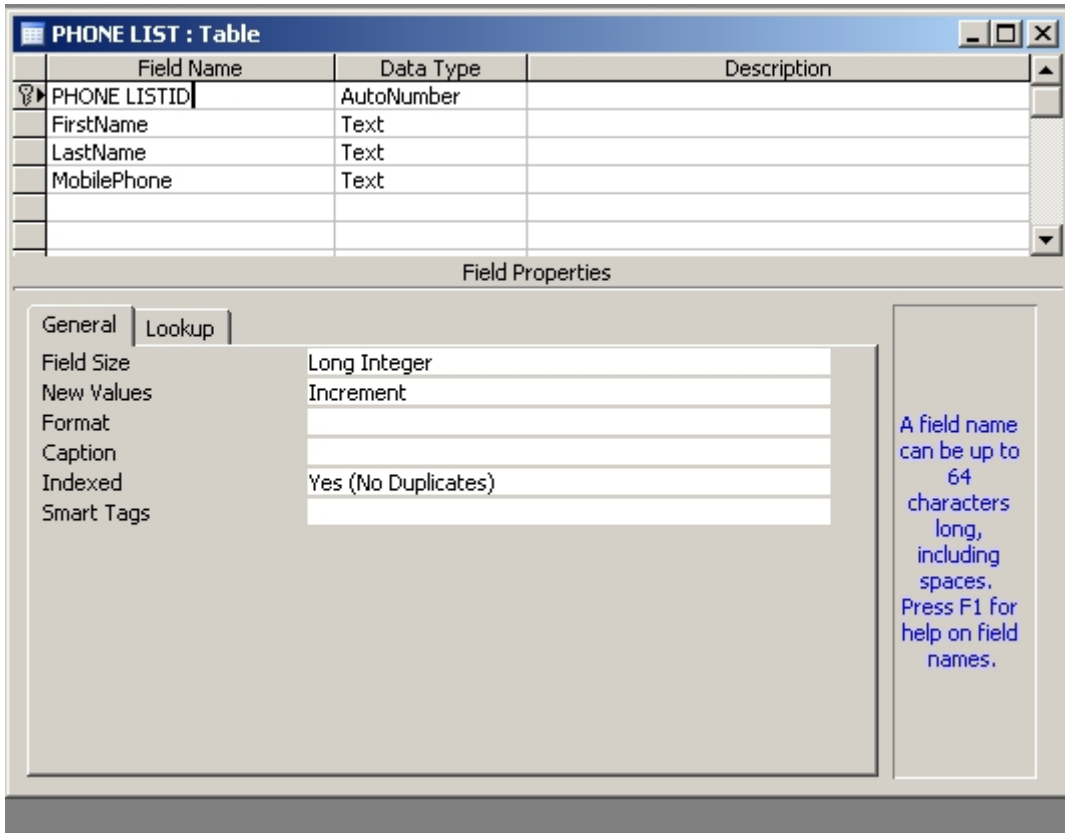 PHONE LIST : Table
Field Name Data Type Description
PHONE LISTID AutoNumber
FirstName Text
LastName Text
MobilePhone Text
Field Properties
General Lookup
Field Size Long Integer
New Values Increment
Format
Caption
Indexed Yes (No Duplicates)
Smart Tags
A field name
can be up to
64
characters
long,
including
spaces.
Press F1 for
help on field
names.